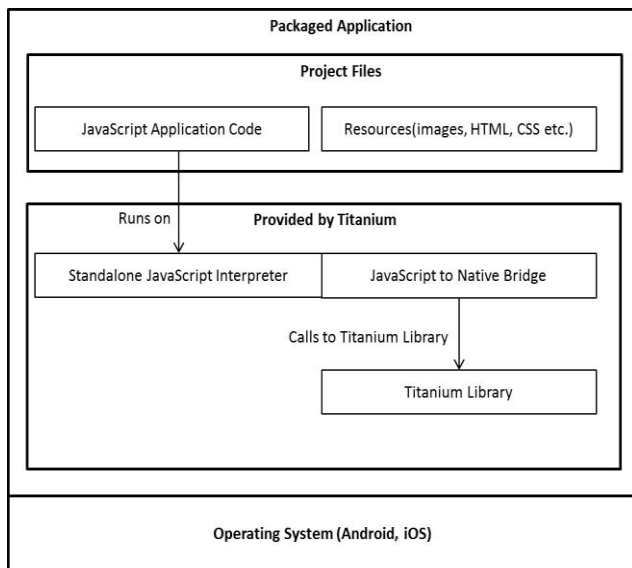 Packaged Application
Project Files
JavaScript Application Code
Resources(images, HTML, CSS etc.)
Runs on
Provided by Titanium
Standalone JavaScript Interpreter
JavaScript to Native Bridge
Calls to Titanium Library
Titanium Library
Operating System (Android, iOS)